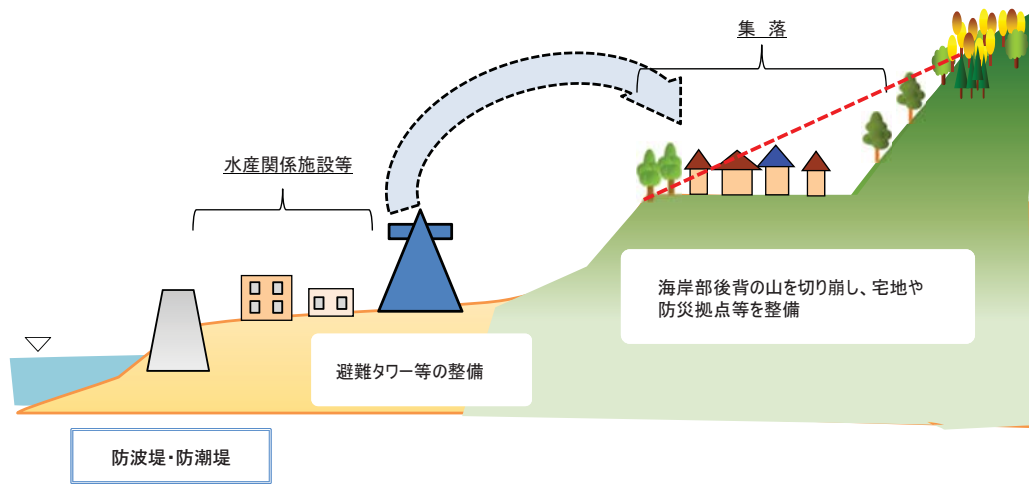 集 落
水産関係施設等
海岸部後背の山を切り崩し、宅地や
防災拠点等を整備
避難タワー等の整備
防波堤・防潮堤